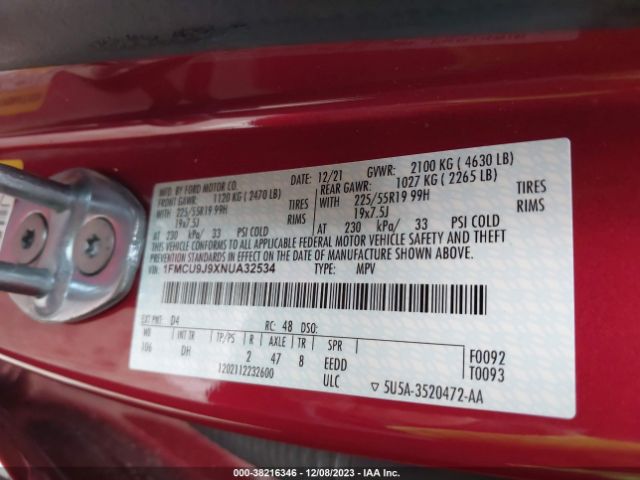 MFD. BY FORD MOTOR CO.
DATE: 12/21 GVWR: 2100 KG ( 4630 LB)
FRONT GAWR: 1120 KG ( 2470 LB) REAR GAWR: 1027 KG ( 2265 LB)
WITH 225/55R19 99H TIRES WITH 225/55R19 99H TIRES
19x7.5J RIMS 19x7.5J RIMS
AT 230 kPa/ 33 PSI COLD AT 230 kPa/ 33 PSI COLD
THIS VEHICLE CONFORMS TO ALL APPLICABLE FEDERAL MOTOR VEHICLE SAFETY AND THEFT
PREVENTION STANDARDS IN EFFECT ON THE DATE OF MANUFACTURE SHOWN ABOVE.
VIN: 1FMCU9J9XNUA32534 TYPE: MPV
EXT PNT: D4 RC: 48 DSO:
WB INT TR TP/PS R AXLE TR SPR
106 DH 2 47 8 EEDD
1202112232600 ULC
F0092
T0093
5U5A-3520472-AA
000-38216346 - 12/08/2023 - IAA Inc.